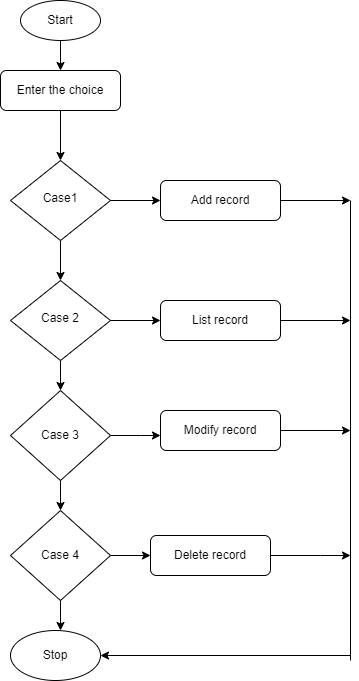 Start
Enter the choice
Case1
Add record
Case 2
List record
Case 3
Modify record
Case 4
Delete record
Stop